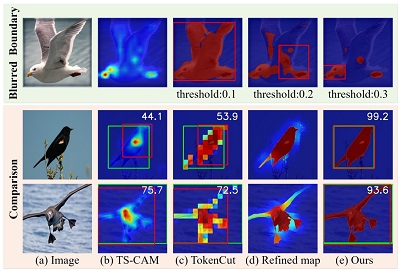 Blurred Boundary
threshold:0.1
threshold:0.2
threshold:0.3
Comparison
44.1
53.9
99.2
75.7
72.5
93.6
(a) Image
(b) TS-CAM
(c) TokenCut
(d) Refined map
(e) Ours